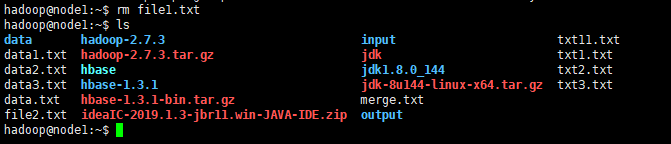 hadoop@node1:~$ rm file1.txt
hadoop@node1:~$ ls
data hadoop-2.7.3 input txt11.txt
data1.txt hadoop-2.7.3.tar.gz jdk txt1.txt
data2.txt hbase jdk1.8.0_144 txt2.txt
data3.txt hbase-1.3.1 jdk-8u144-linux-x64.tar.gz txt3.txt
data.txt hbase-1.3.1-bin.tar.gz merge.txt
file2.txt ideaIC-2019.1.3-jbr11.win-JAVA-IDE.zip output
hadoop@node1:~$